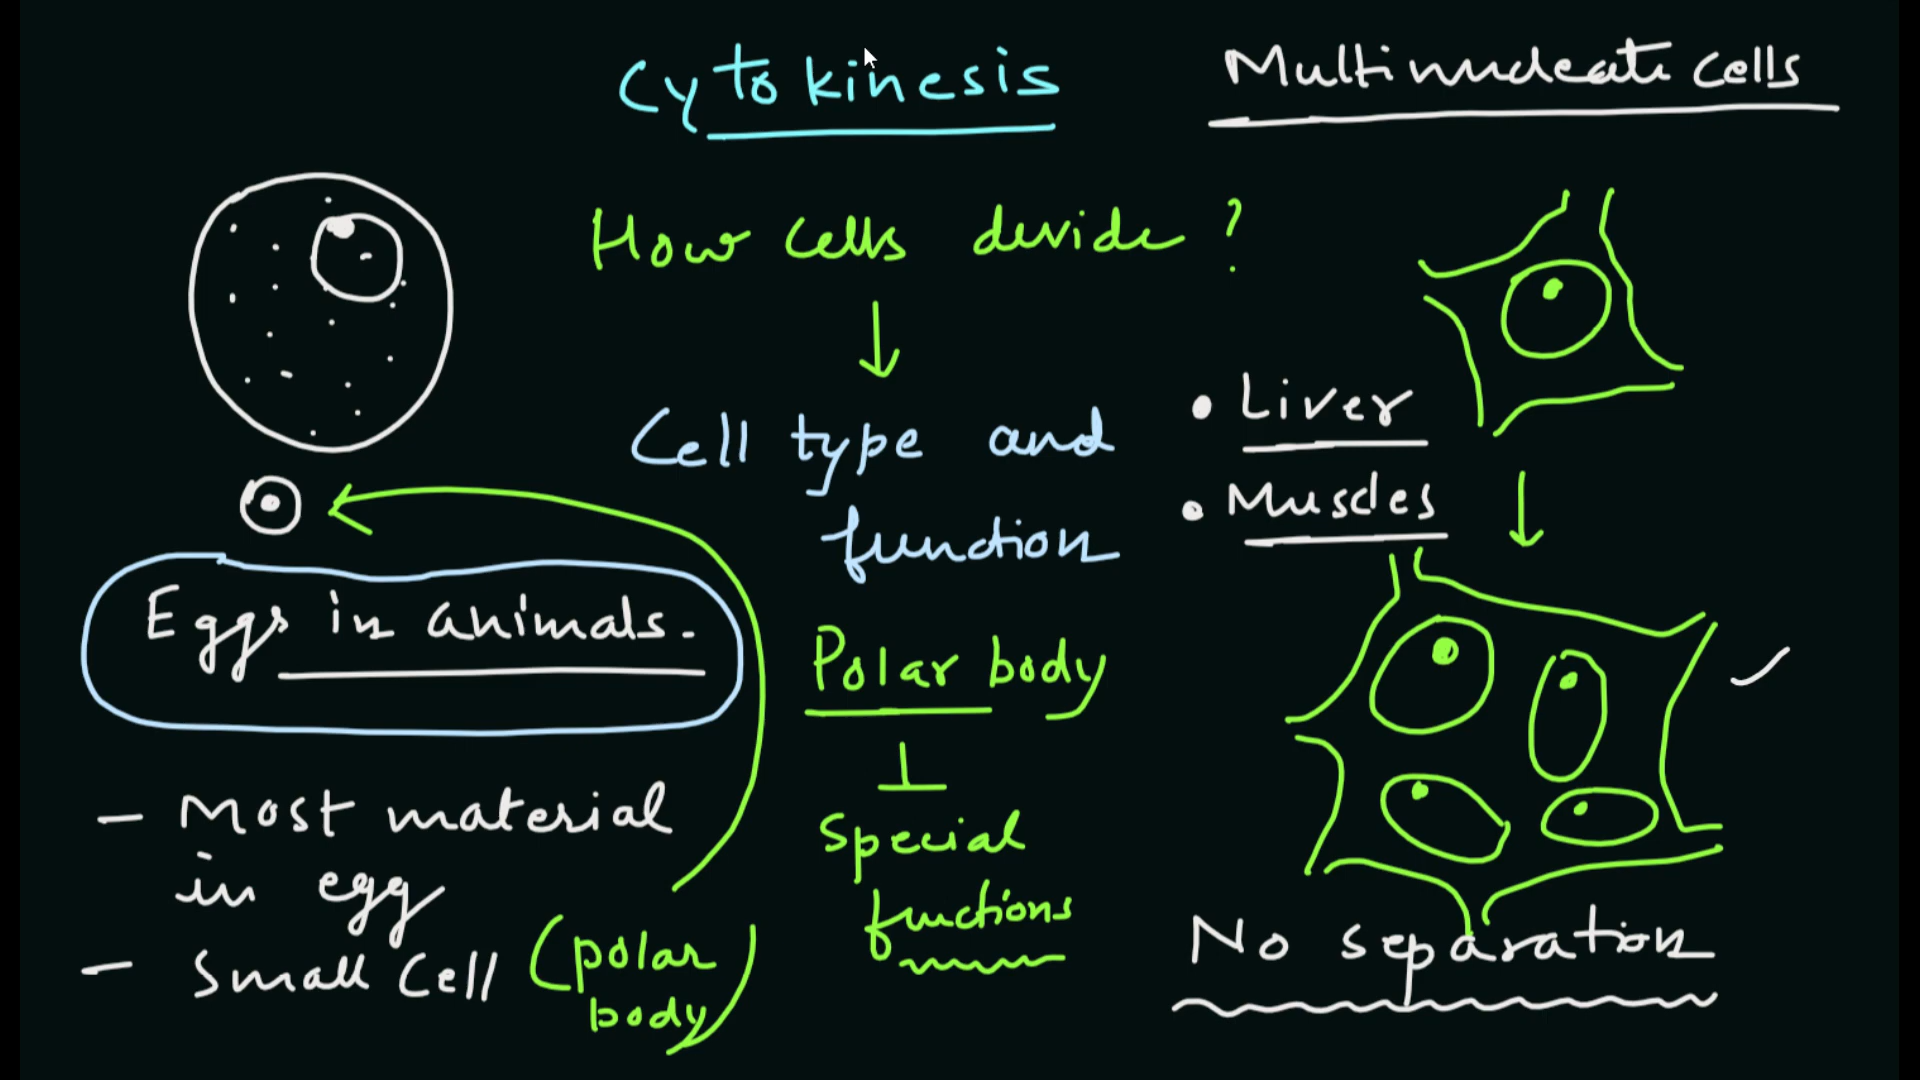 Cytokinesis
Multinucleate cells
How cells devide ?
Cell type and
function
• Liver
• Muscles
Eggs in animals.
Polar body
Special
functions
- Most material
in egg
- Small Cell (polar
body)
No separation